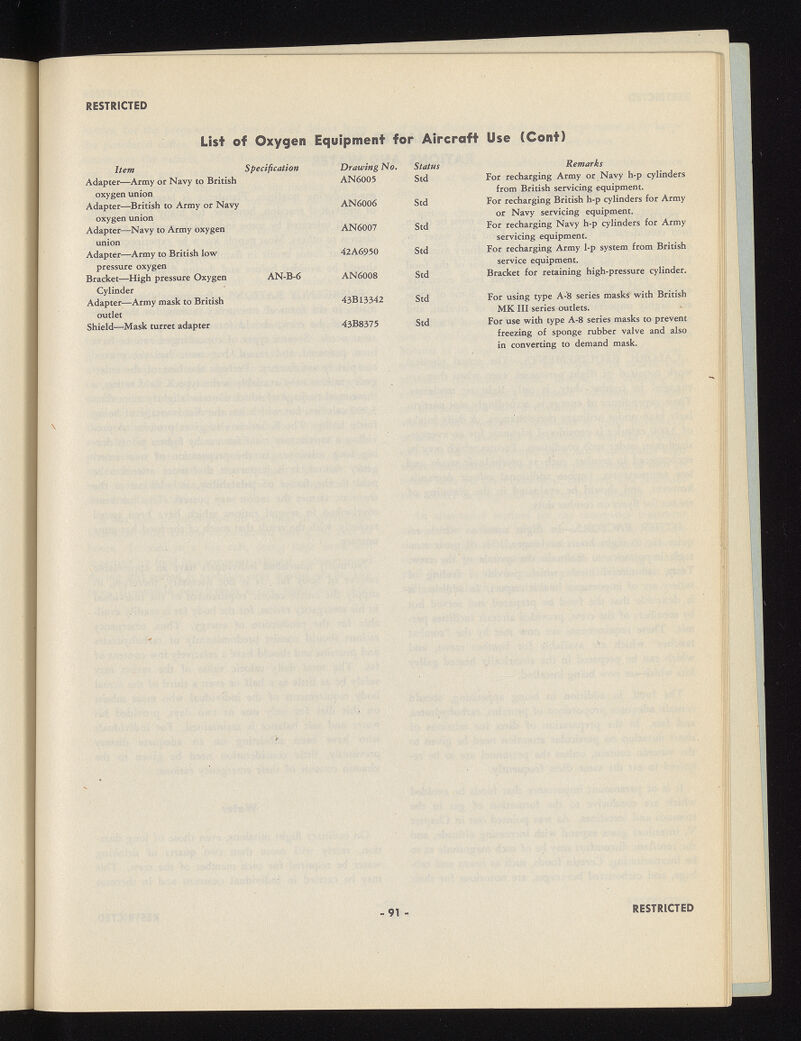 RESTRICTED
List of Oxygen Equipment for Aircraft Use (Cont)
Item Specification Drawing No. Status Remarks
Adapter—Army or Navy to British oxygen union AN6005 Std For recharging Army or Navy h-p cylinders from British servicing equipment.
Adapter—British to Army or Navy oxygen union AN6006 Std For recharging British h-p cylinders for Army or Navy servicing equipment.
Adapter—Navy to Army oxygen union AN6007 Std For recharging Navy h-p cylinders for Army servicing equipment.
Adapter—Army to British low pressure oxygen 42A6950 Std For recharging Army l-p system from British service equipment.
Bracket—High pressure Oxygen Cylinder AN-B-6 AN6008 Std Bracket for retaining high-pressure cylinder.
Adapter—Army mask to British outlet 43B13342 Std For using type A-8 series masks with British MK III series outlets.
Shield—Mask turret adapter 43B8375 Std For use with type A-8 series masks to prevent freezing of sponge rubber valve and also in converting to demand mask.
- 91 -
RESTRICTED